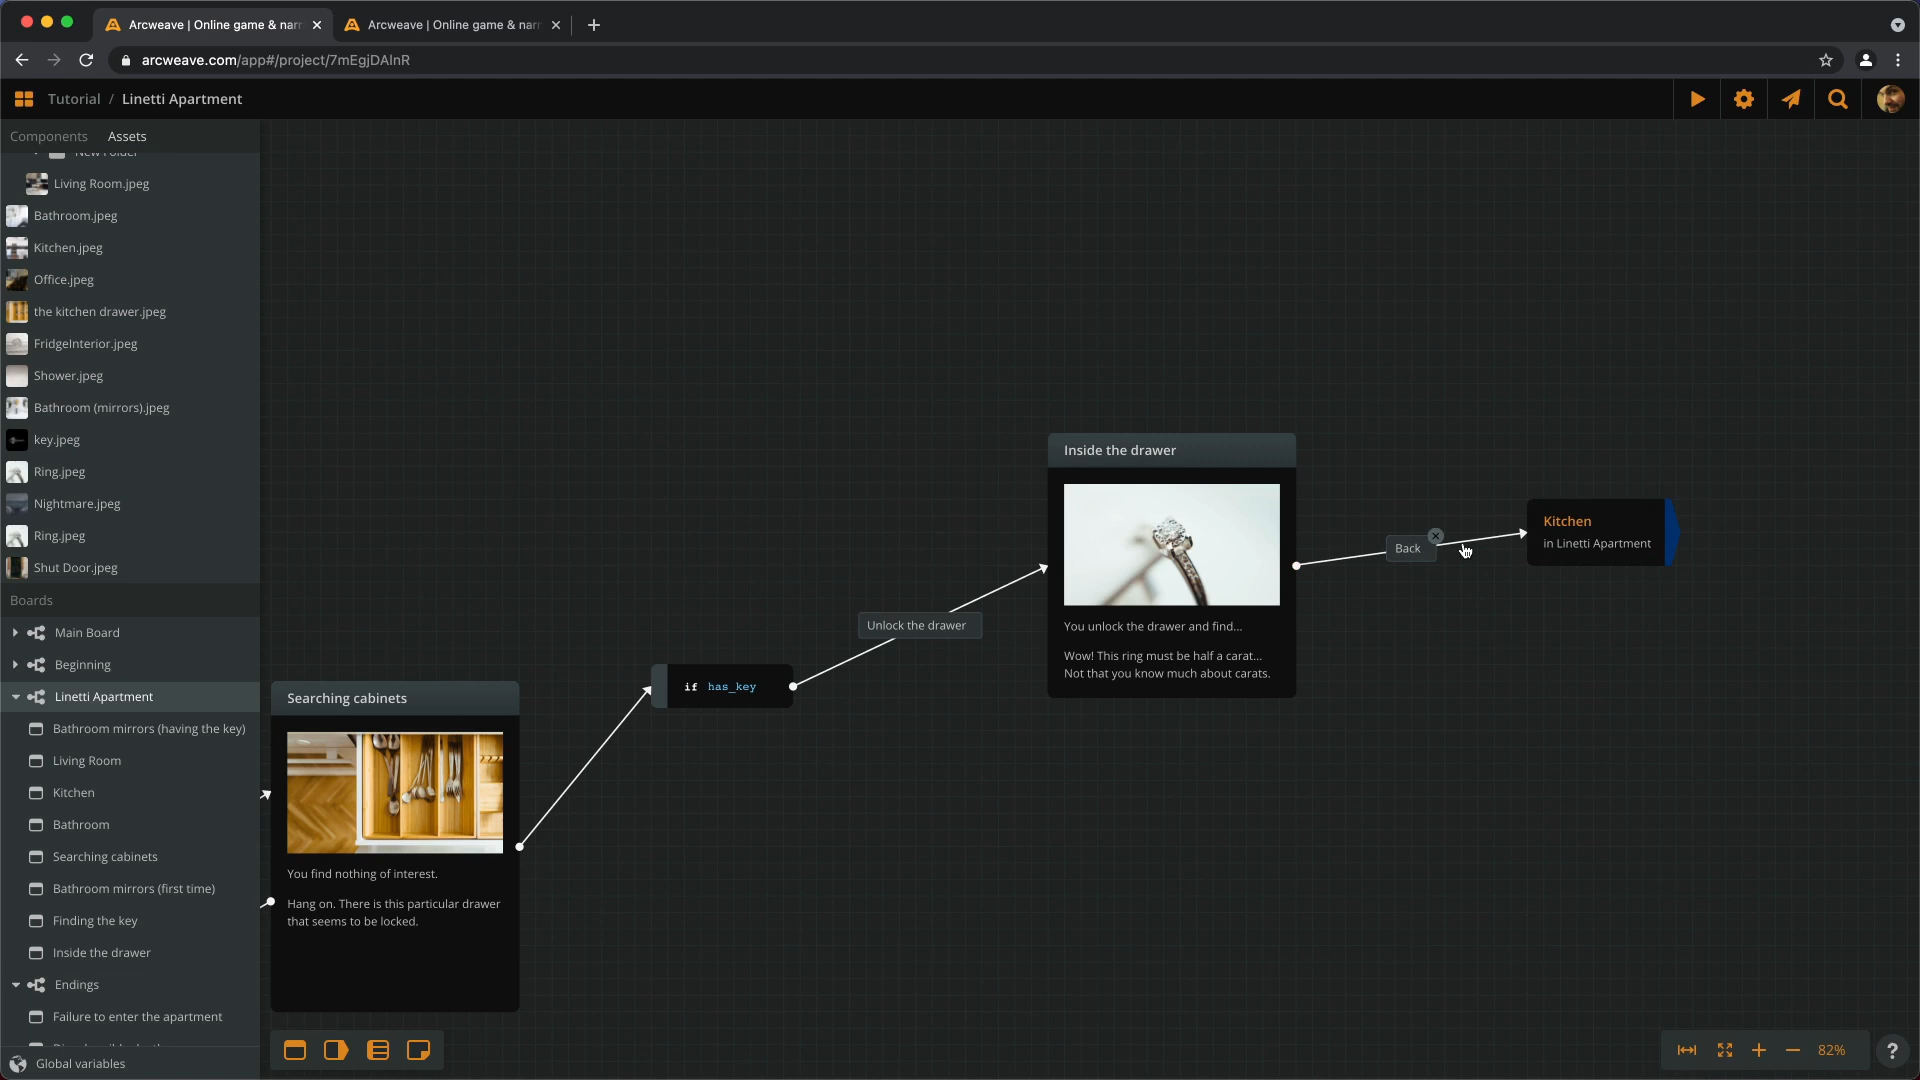 Arcweave | Online game & narr
Arcweave | Online game & narr
arcweave.com/app#/project/7mEgjDAlnR
Tutorial / Linetti Apartment
Components Assets
New Folder
Living Room.jpeg
Bathroom.jpeg
Kitchen.jpeg
Office.jpeg
the kitchen drawer.jpeg
FridgeInterior.jpeg
Shower.jpeg
Bathroom (mirrors).jpeg
key.jpeg
Ring.jpeg
Nightmare.jpeg
Ring.jpeg
Shut Door.jpeg
Boards
Main Board
Beginning
Linetti Apartment
Bathroom mirrors (having the key)
Living Room
Kitchen
Bathroom
Searching cabinets
Bathroom mirrors (first time)
Finding the key
Inside the drawer
Endings
Failure to enter the apartment
Global variables
Searching cabinets
You find nothing of interest.
Hang on. There is this particular drawer
that seems to be locked.
if has_key
Unlock the drawer
Inside the drawer
You unlock the drawer and find...
Wow! This ring must be half a carat...
Not that you know much about carats.
Back
Kitchen
in Linetti Apartment
82%
?